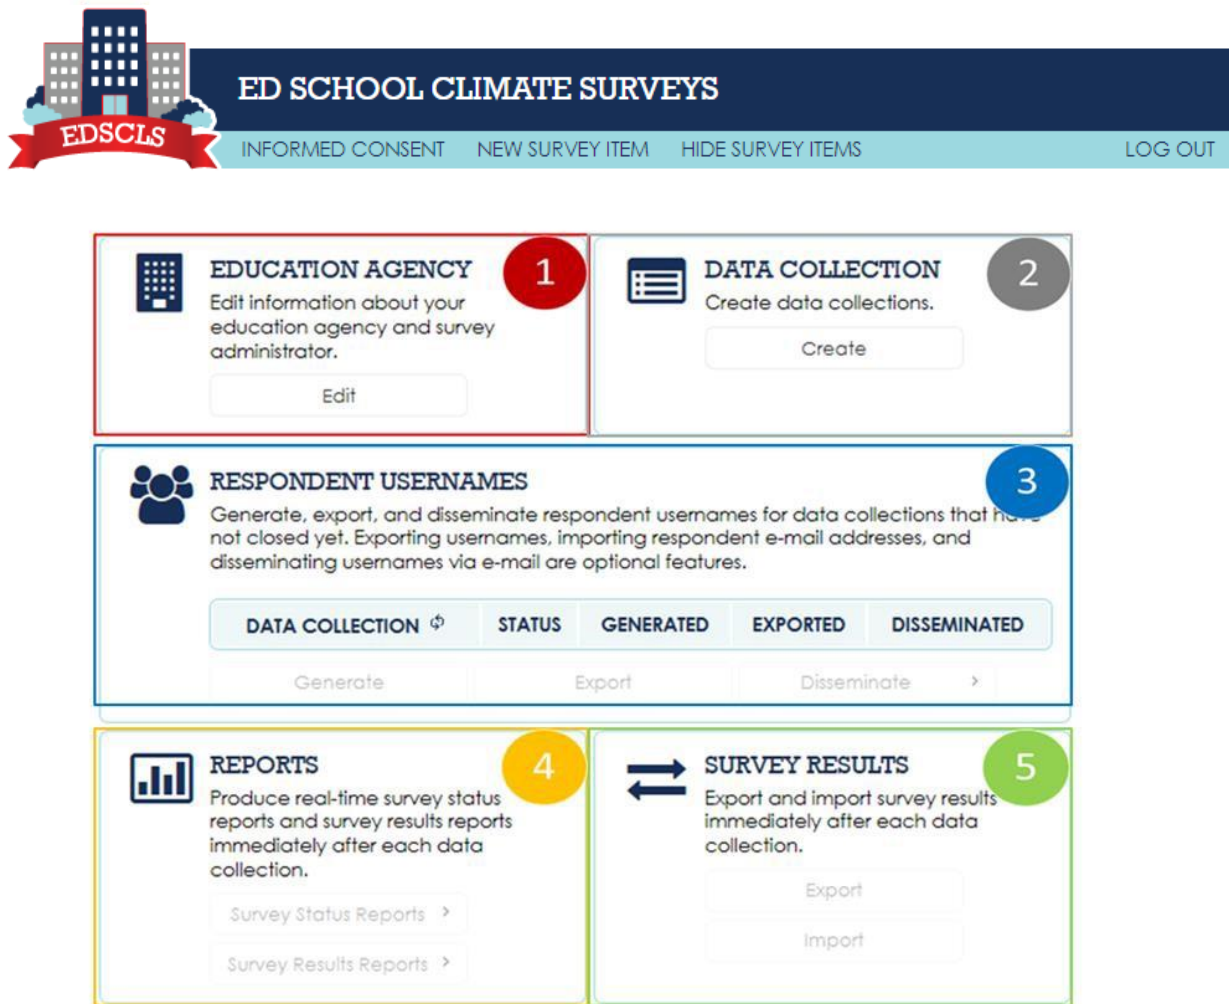 ED SCHOOL CLIMATE SURVEYS
EDSCLS
INFORMED CONSENT NEW SURVEY ITEM HIDE SURVEY ITEMS LOG OUT
EDUCATION AGENCY
1
Edit information about your
education agency and survey
administrator.
Edit
DATA COLLECTION
2
Create data collections.
Create
RESPONDENT USERNAMES
3
Generate, export, and disseminate respondent usernames for data collections that
not closed yet. Exporting usernames, importing respondent e-mail addresses, and
disseminating usernames via e-mail are optional features.
DATA COLLECTION STATUS GENERATED EXPORTED DISSEMINATED
Generate Export Disseminate >
REPORTS
4
Produce real-time survey status
reports and survey results reports
immediately after each data
collection.
Survey Status Reports >
Survey Results Reports >
SURVEY RESULTS
5
Export and import survey results
immediately after each data
collection.
Export
Import